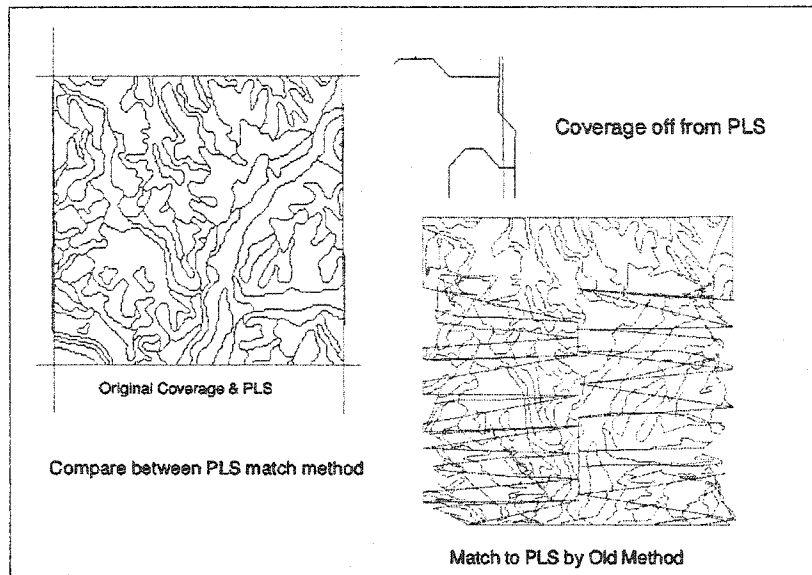 Coverage off from PLS
Original Coverage & PLS
Compare between PLS match method
Match to PLS by Old Method